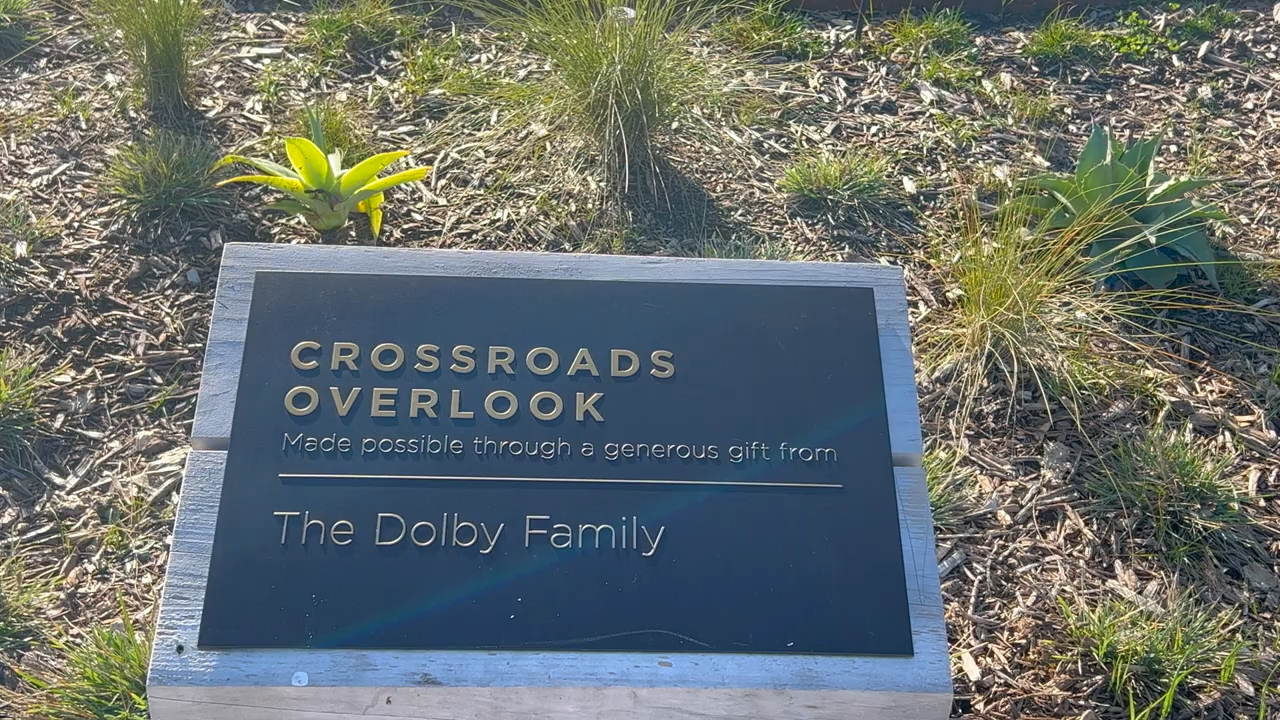 CROSSROADS
OVERLOOK
Made possible through a generous gift from
The Dolby Family